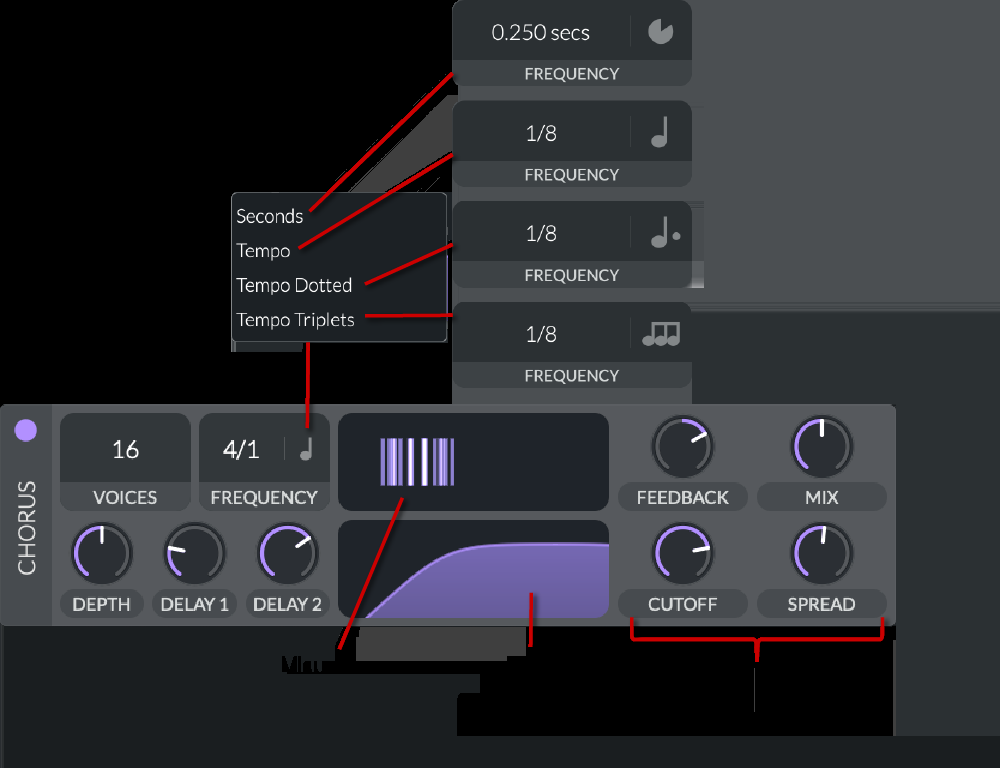 0.250 secs
FREQUENCY
1/8
FREQUENCY
1/8
FREQUENCY
1/8
FREQUENCY
Seconds
Tempo
Tempo Dotted
Tempo Triplets
CHORUS
16
VOICES
4/1
FREQUENCY
DEPTH
DELAY 1
DELAY 2
FEEDBACK
MIX
CUTOFF
SPREAD